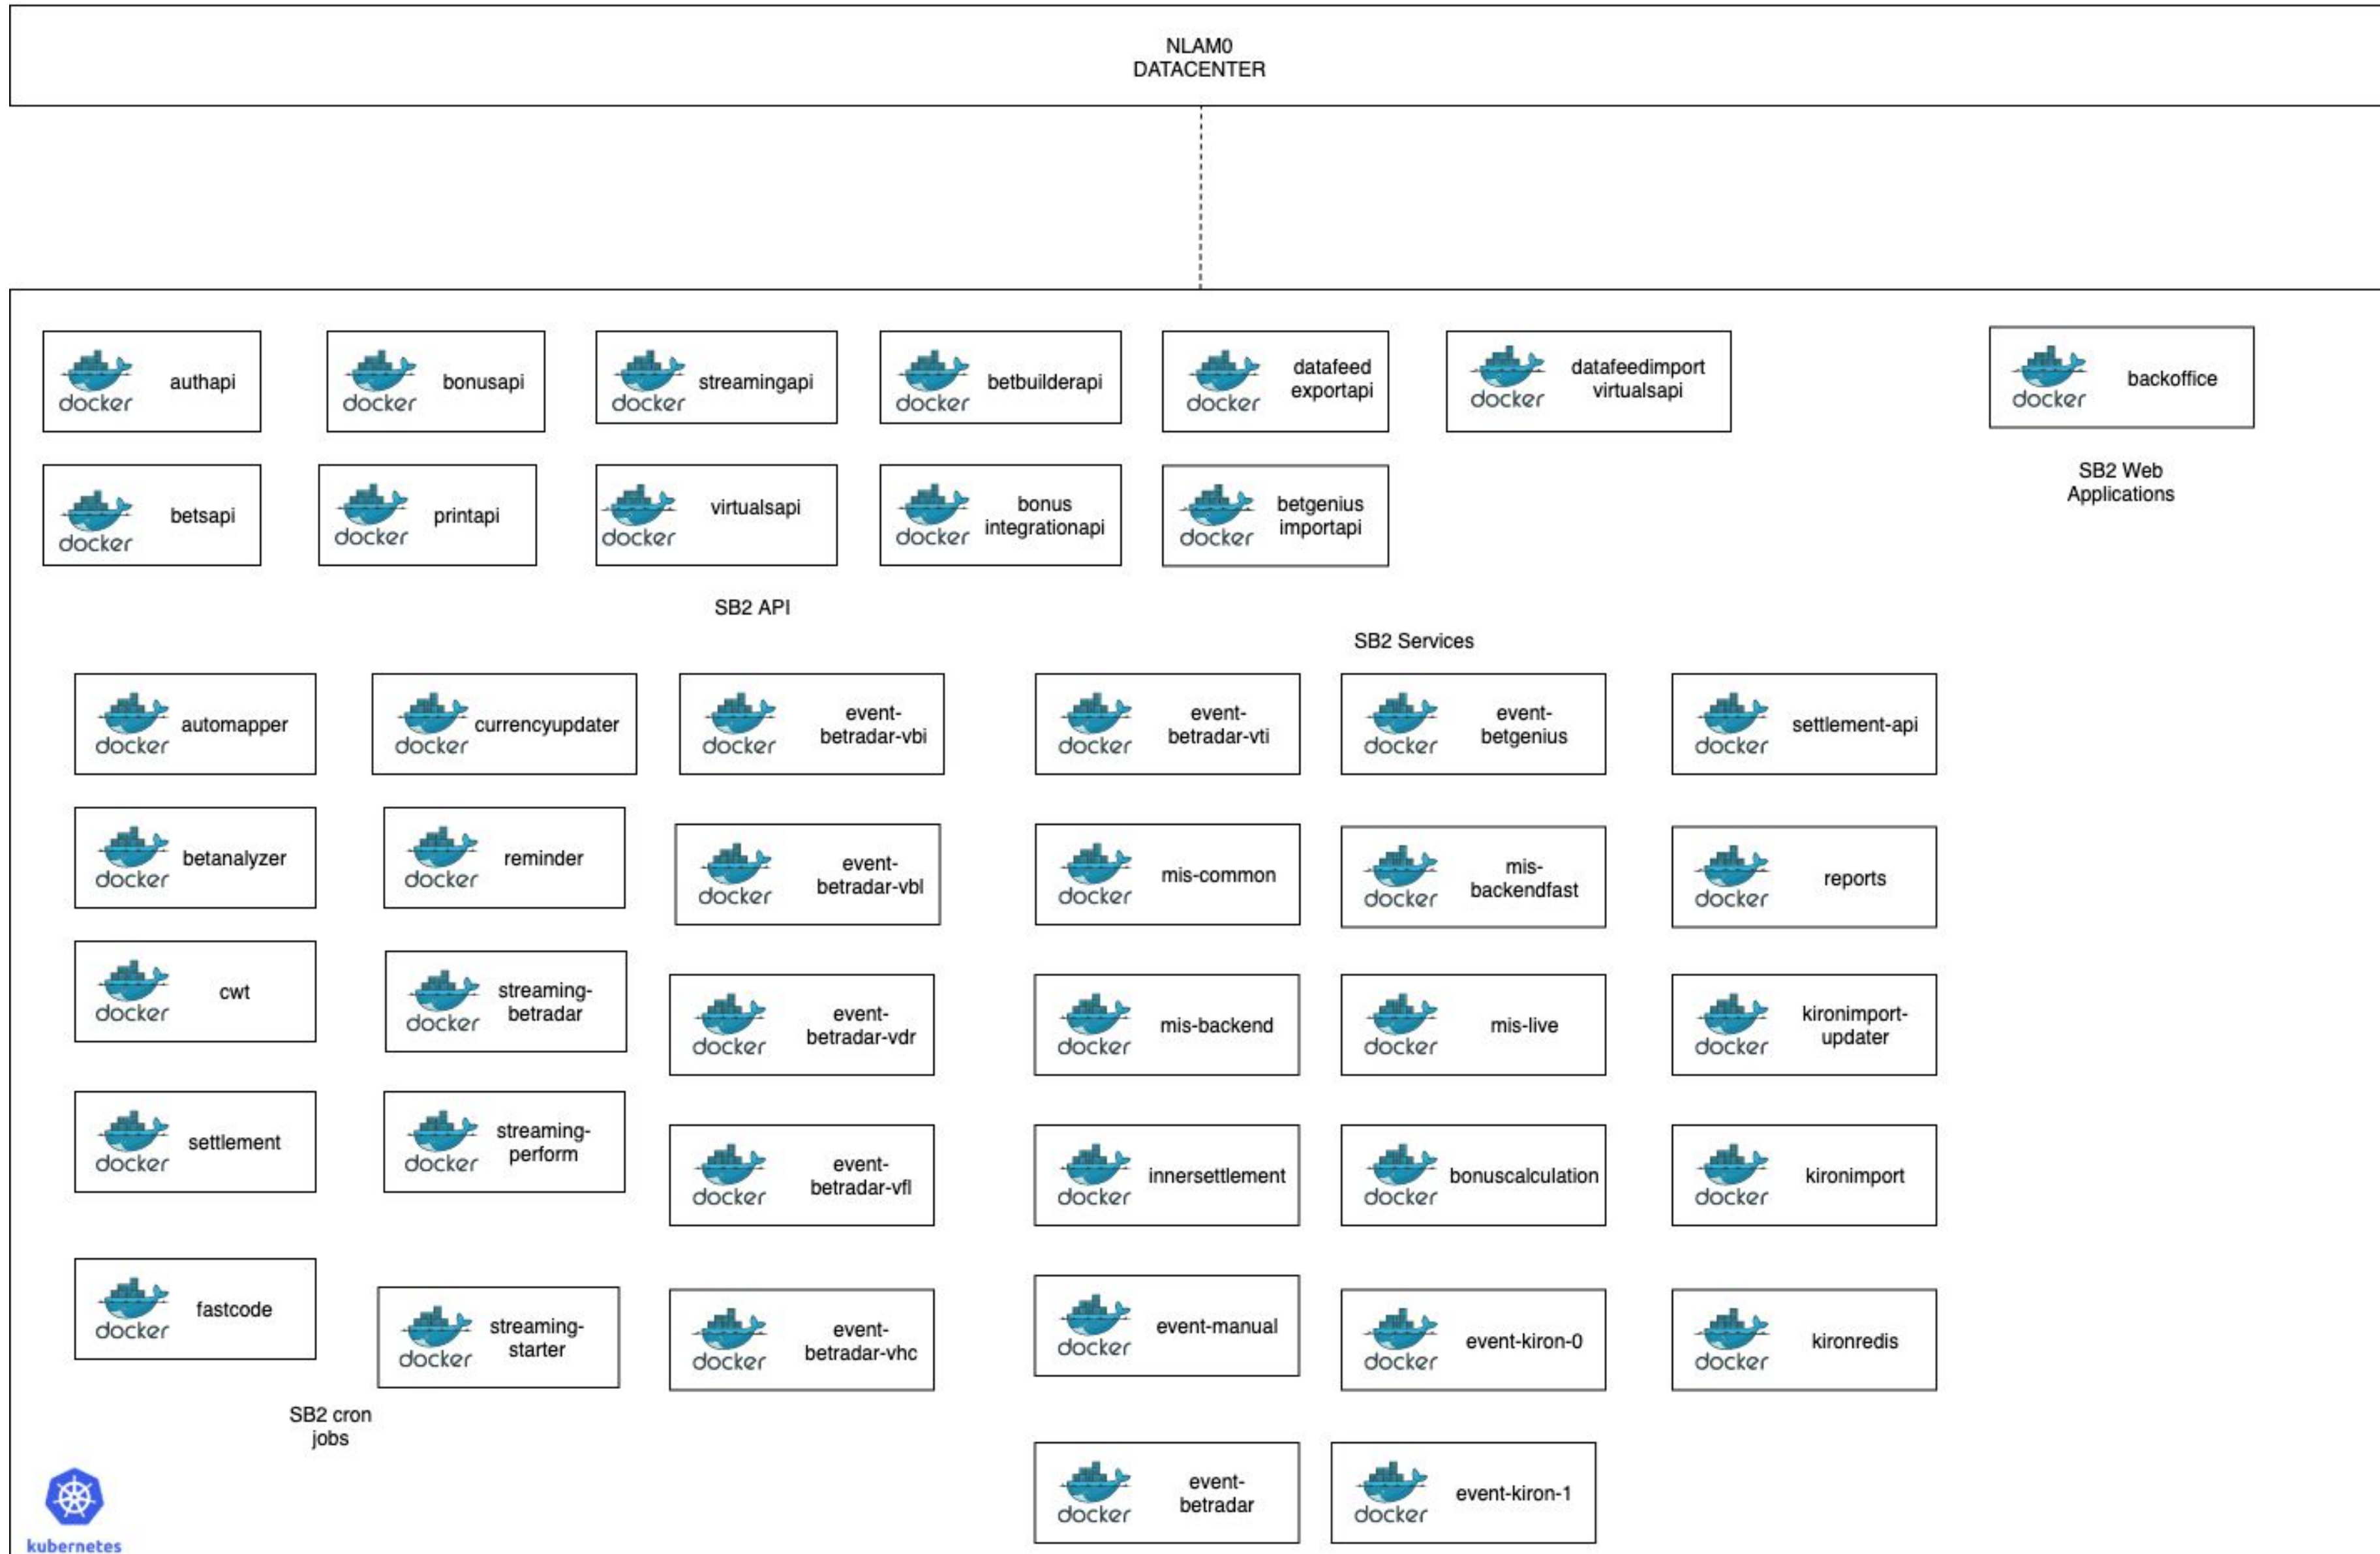 NLAM0
DATACENTER
docker
authapi
docker
bonusapi
docker
streamingapi
docker
betbuilderapi
docker
datafeed
exportapi
docker
datafeedimport
virtualsapi
docker
backoffice
docker
betsapi
docker
printapi
docker
virtualsapi
docker
bonus
integrationapi
docker
betgenius
importapi
SB2 Web
Applications
SB2 API
SB2 Services
docker
automapper
docker
currencyupdater
docker
event-
betradar-vbi
docker
event-
betradar-vti
docker
event-
betgenius
docker
settlement-api
docker
betanalyzer
docker
reminder
docker
event-
betradar-vbl
docker
mis-common
docker
mis-
backendfast
docker
reports
docker
cwt
docker
streaming-
betradar
docker
event-
betradar-vdr
docker
mis-backend
docker
mis-live
docker
kironimport-
updater
docker
settlement
docker
streaming-
perform
docker
event-
betradar-vfl
docker
innersettlement
docker
bonuscalculation
docker
kironimport
docker
fastcode
docker
streaming-
starter
docker
event-
betradar-vhc
docker
event-manual
docker
event-kiron-0
docker
kironredis
SB2 cron
jobs
docker
event-
betradar
docker
event-kiron-1
kubernetes